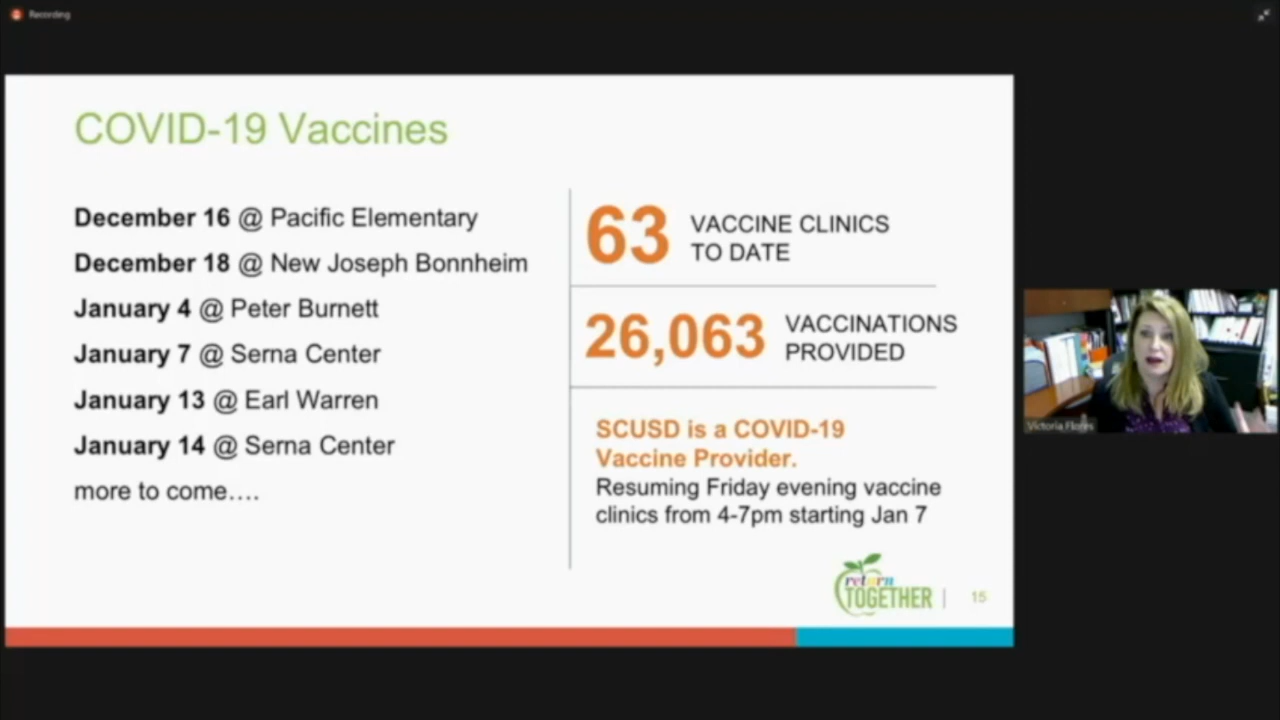 Recording
COVID-19 Vaccines
December 16 @ Pacific Elementary
December 18 @ New Joseph Bonnheim
January 4 @ Peter Burnett
January 7 @ Serna Center
January 13 @ Earl Warren
January 14 @ Serna Center
more to come….
63 VACCINE CLINICS
TO DATE
26,063 VACCINATIONS
PROVIDED
SCUSD is a COVID-19
Vaccine Provider.
Resuming Friday evening vaccine
clinics from 4-7pm starting Jan 7
return
TOGETHER
15
Victoria Flores